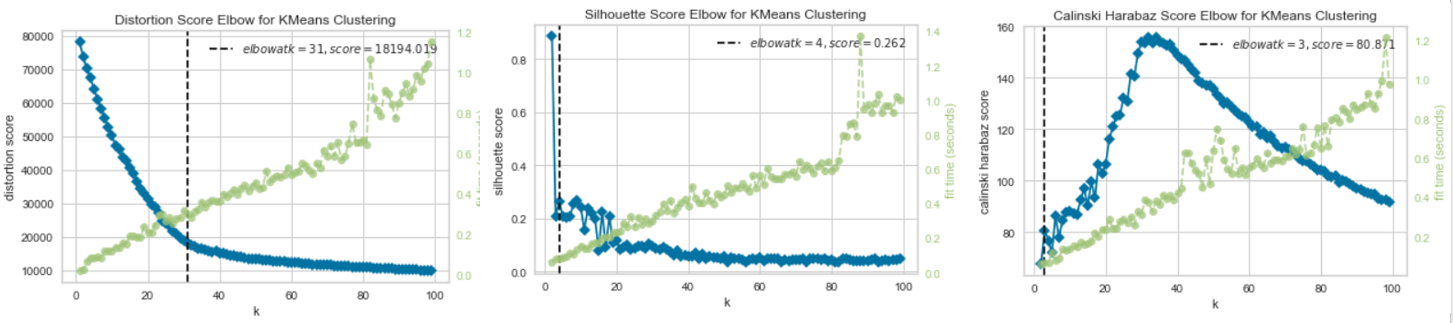 Distortion Score Elbow for KMeans Clustering
elbow at k = 31, score = 18194.019
80000
70000
60000
50000
40000
30000
20000
10000
distortion score
1.2
1.0
0.8
0.6
0.4
0.2
0.0
0 20 40 60 80 100
k
Silhouette Score Elbow for KMeans Clustering
elbow at k = 4, score = 0.262
0.8
0.6
0.4
0.2
0.0
silhouette score
1.4
1.2
1.0
0.8
0.6
0.4
0.2
0.0
fit time (seconds)
0 20 40 60 80 100
k
Calinski Harabaz Score Elbow for KMeans Clustering
elbow at k = 3, score = 80.871
160
140
120
100
80
calinski harabaz score
1.2
1.0
0.8
0.6
0.4
0.2
fit time (seconds)
0 20 40 60 80 100
k